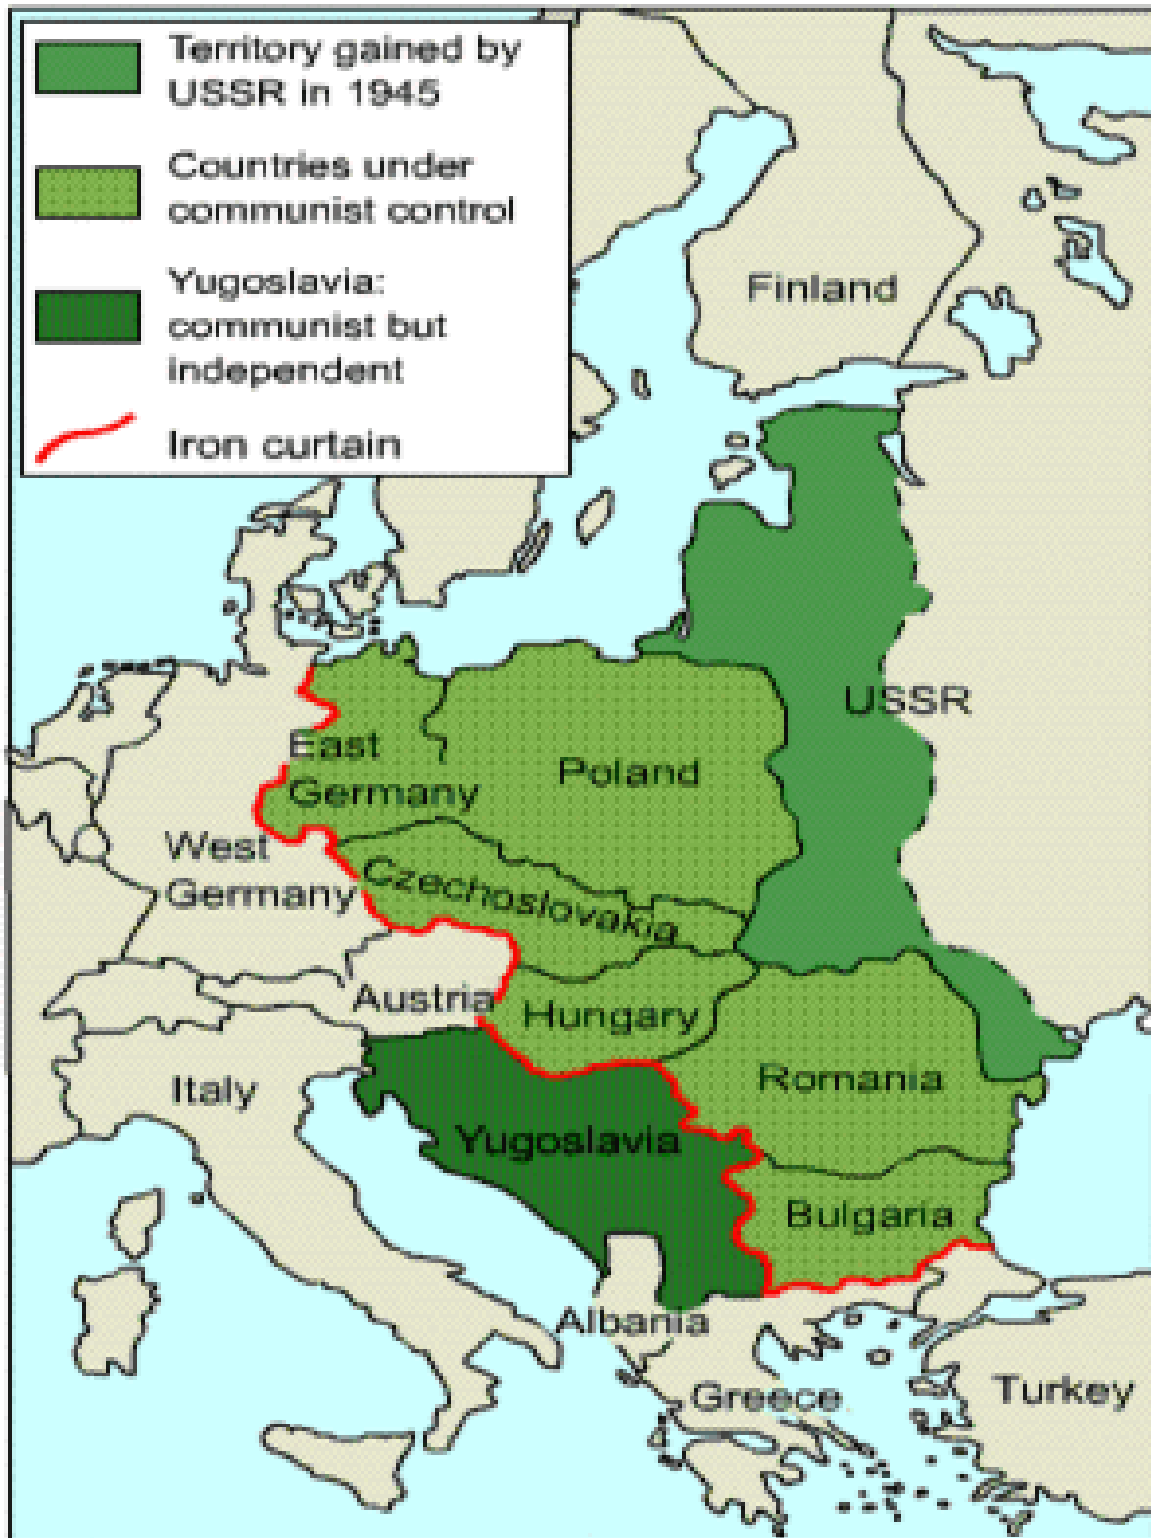 Territory gained by
USSR in 1945
Countries under
communist control
Yugoslavia:
communist but
independent
Iron curtain
Finland
USSR
East
Germany
Poland
West
Germany
Czechoslovakia
Austria
Hungary
Italy
Romania
Yugoslavia
Bulgaria
Albania
Greece
Turkey